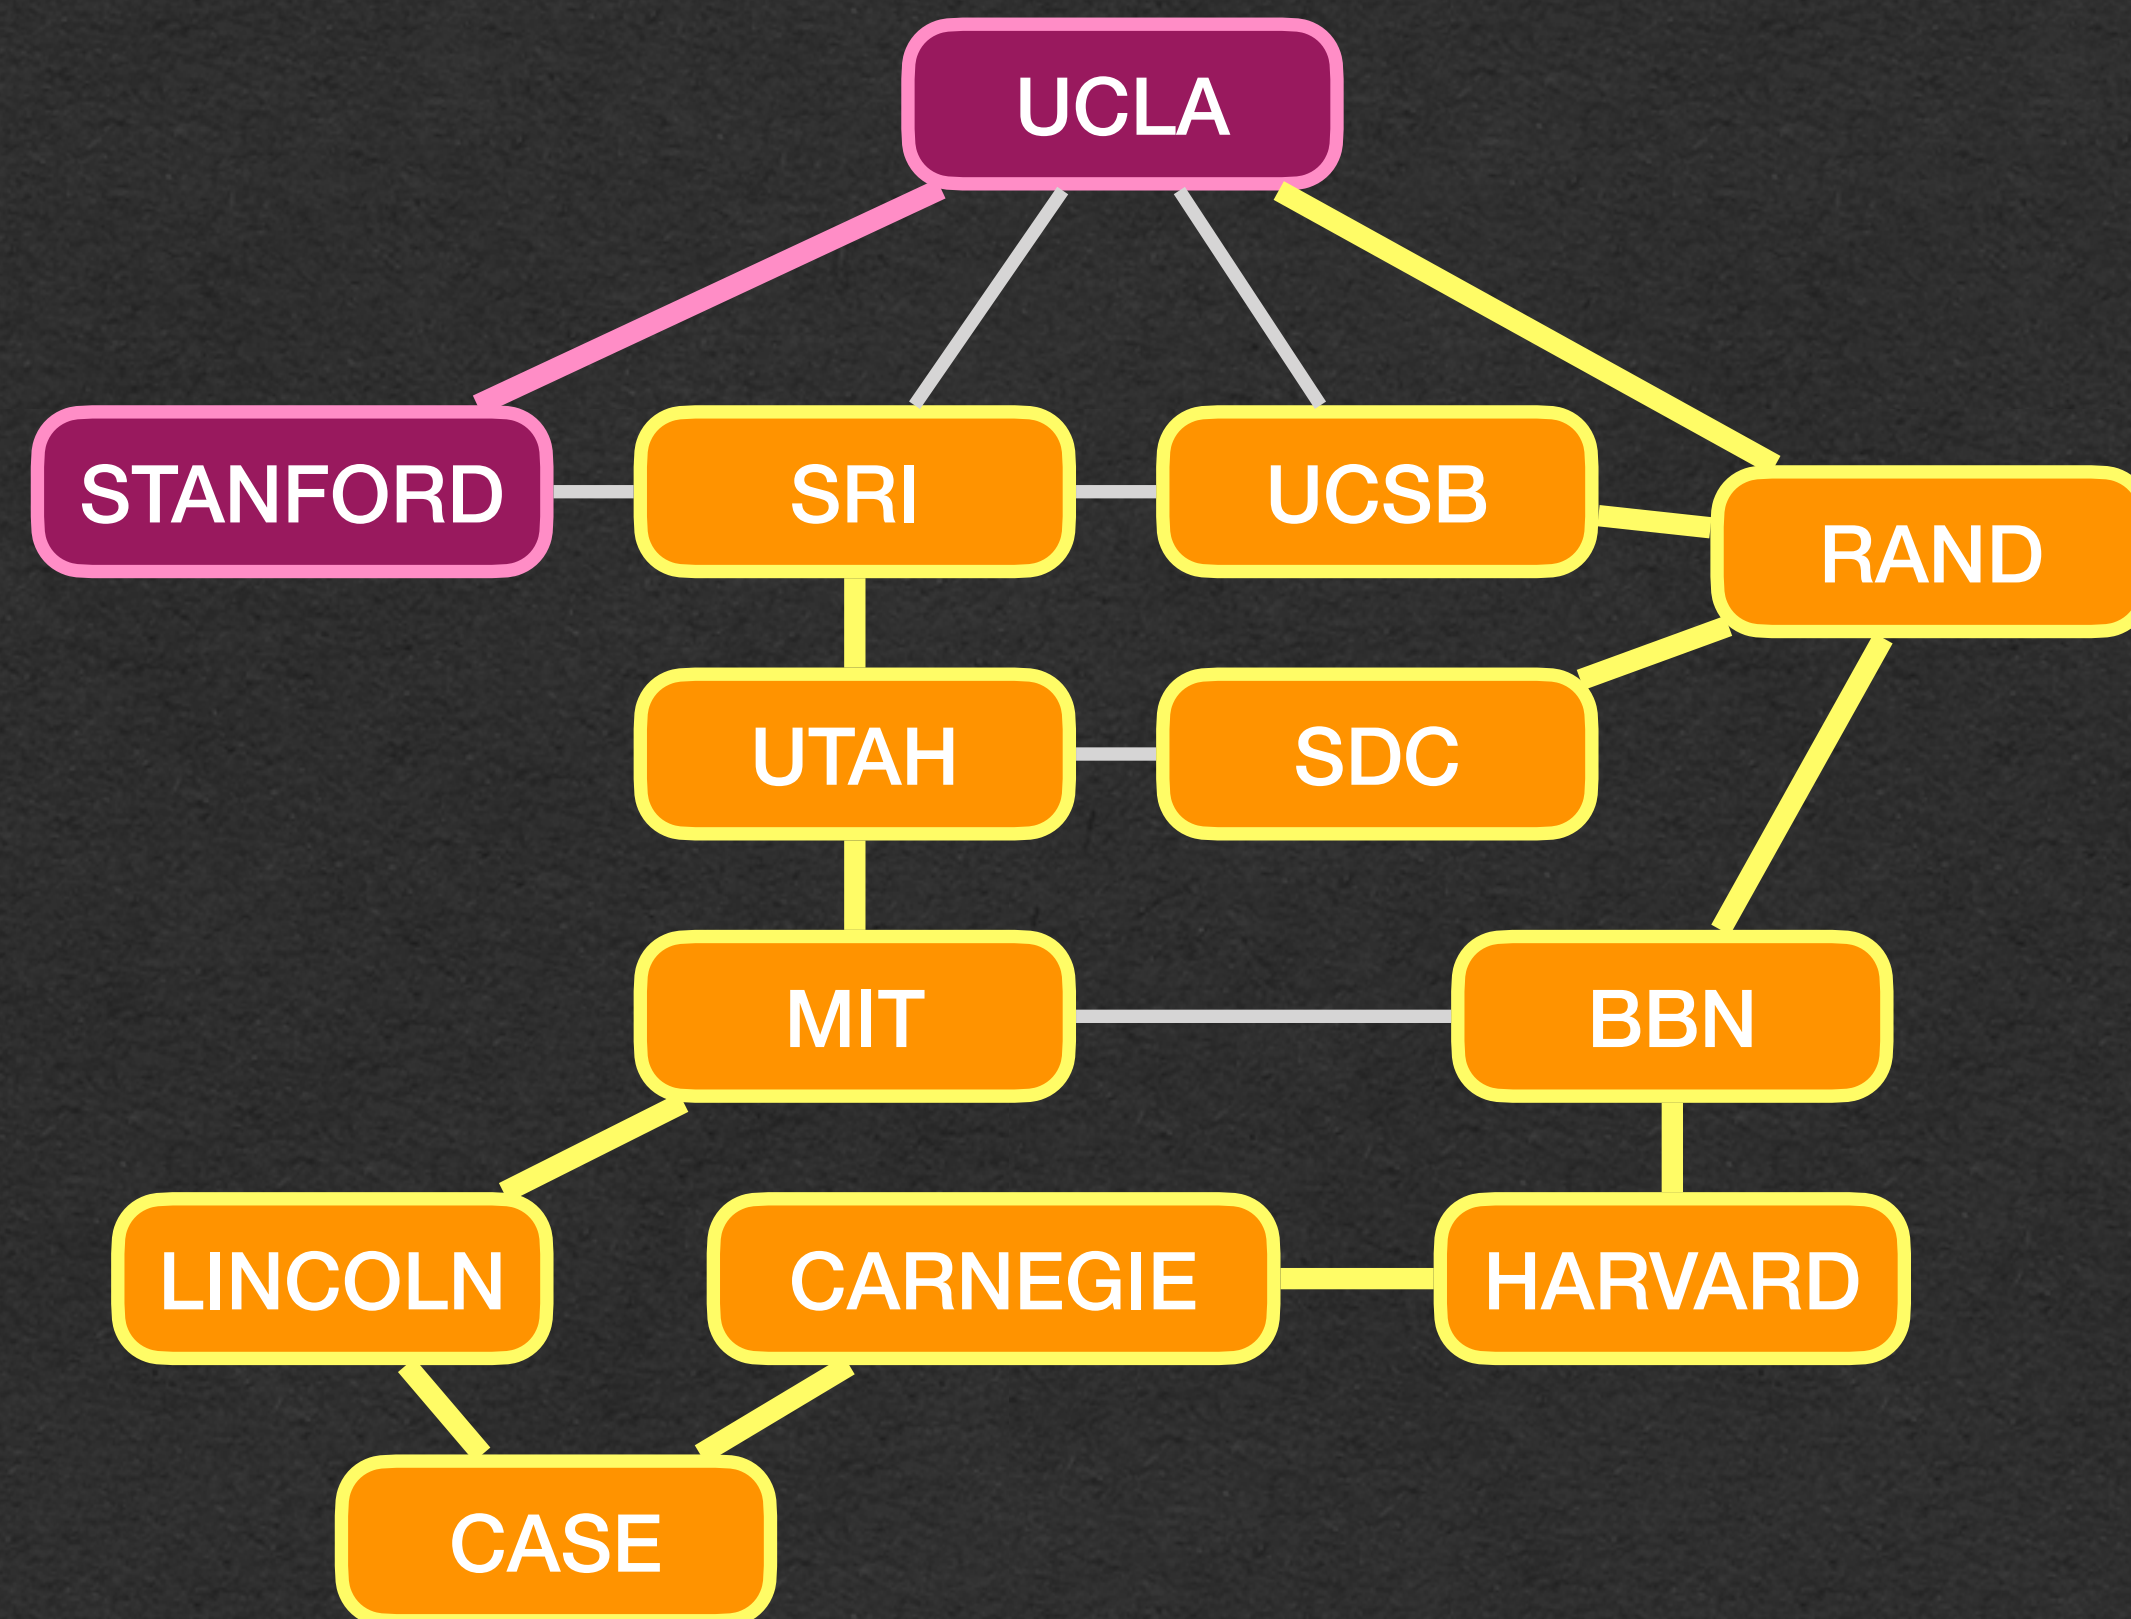 UCLA
STANFORD
SRI
UCSB
RAND
UTAH
SDC
MIT
BBN
LINCOLN
CARNEGIE
HARVARD
CASE